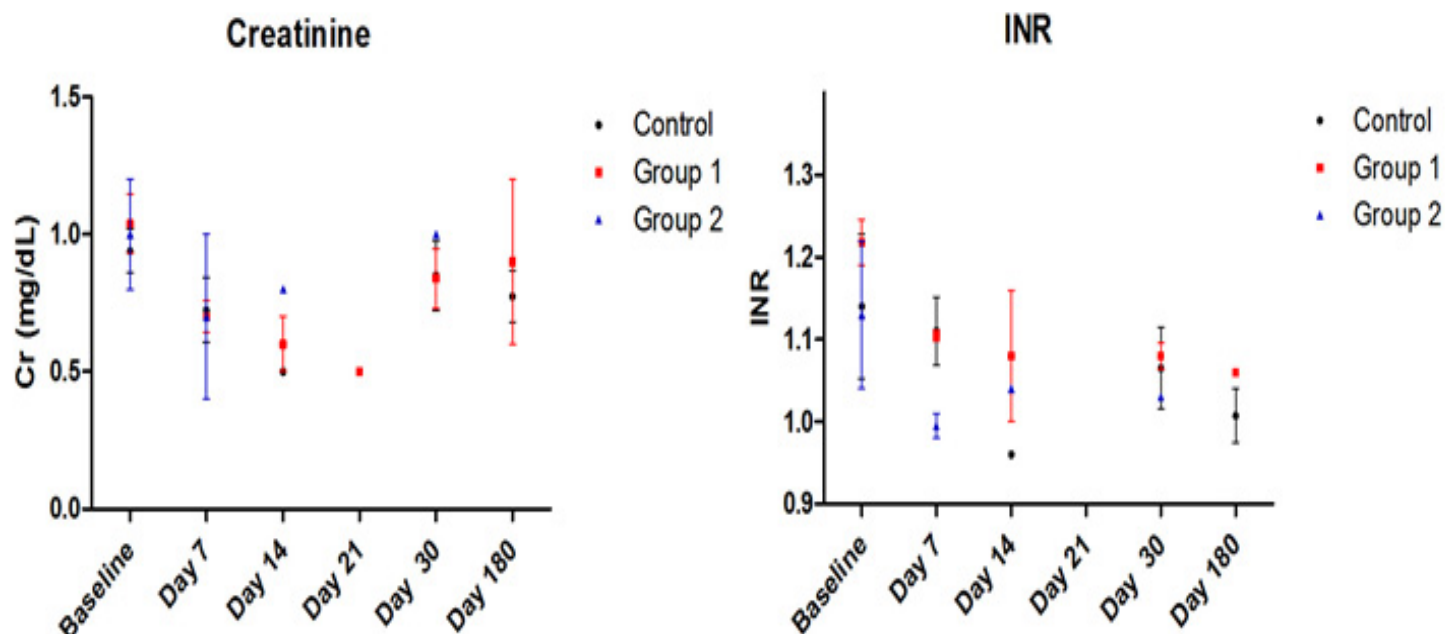 Creatinine
1.5
1.0
0.5
0.0
Cr (mg/dL)
Baseline
Day 7
Day 14
Day 21
Day 30
Day 180
Control
Group 1
Group 2
INR
1.3
1.2
1.1
1.0
0.9
INR
Baseline
Day 7
Day 14
Day 21
Day 30
Day 180
Control
Group 1
Group 2